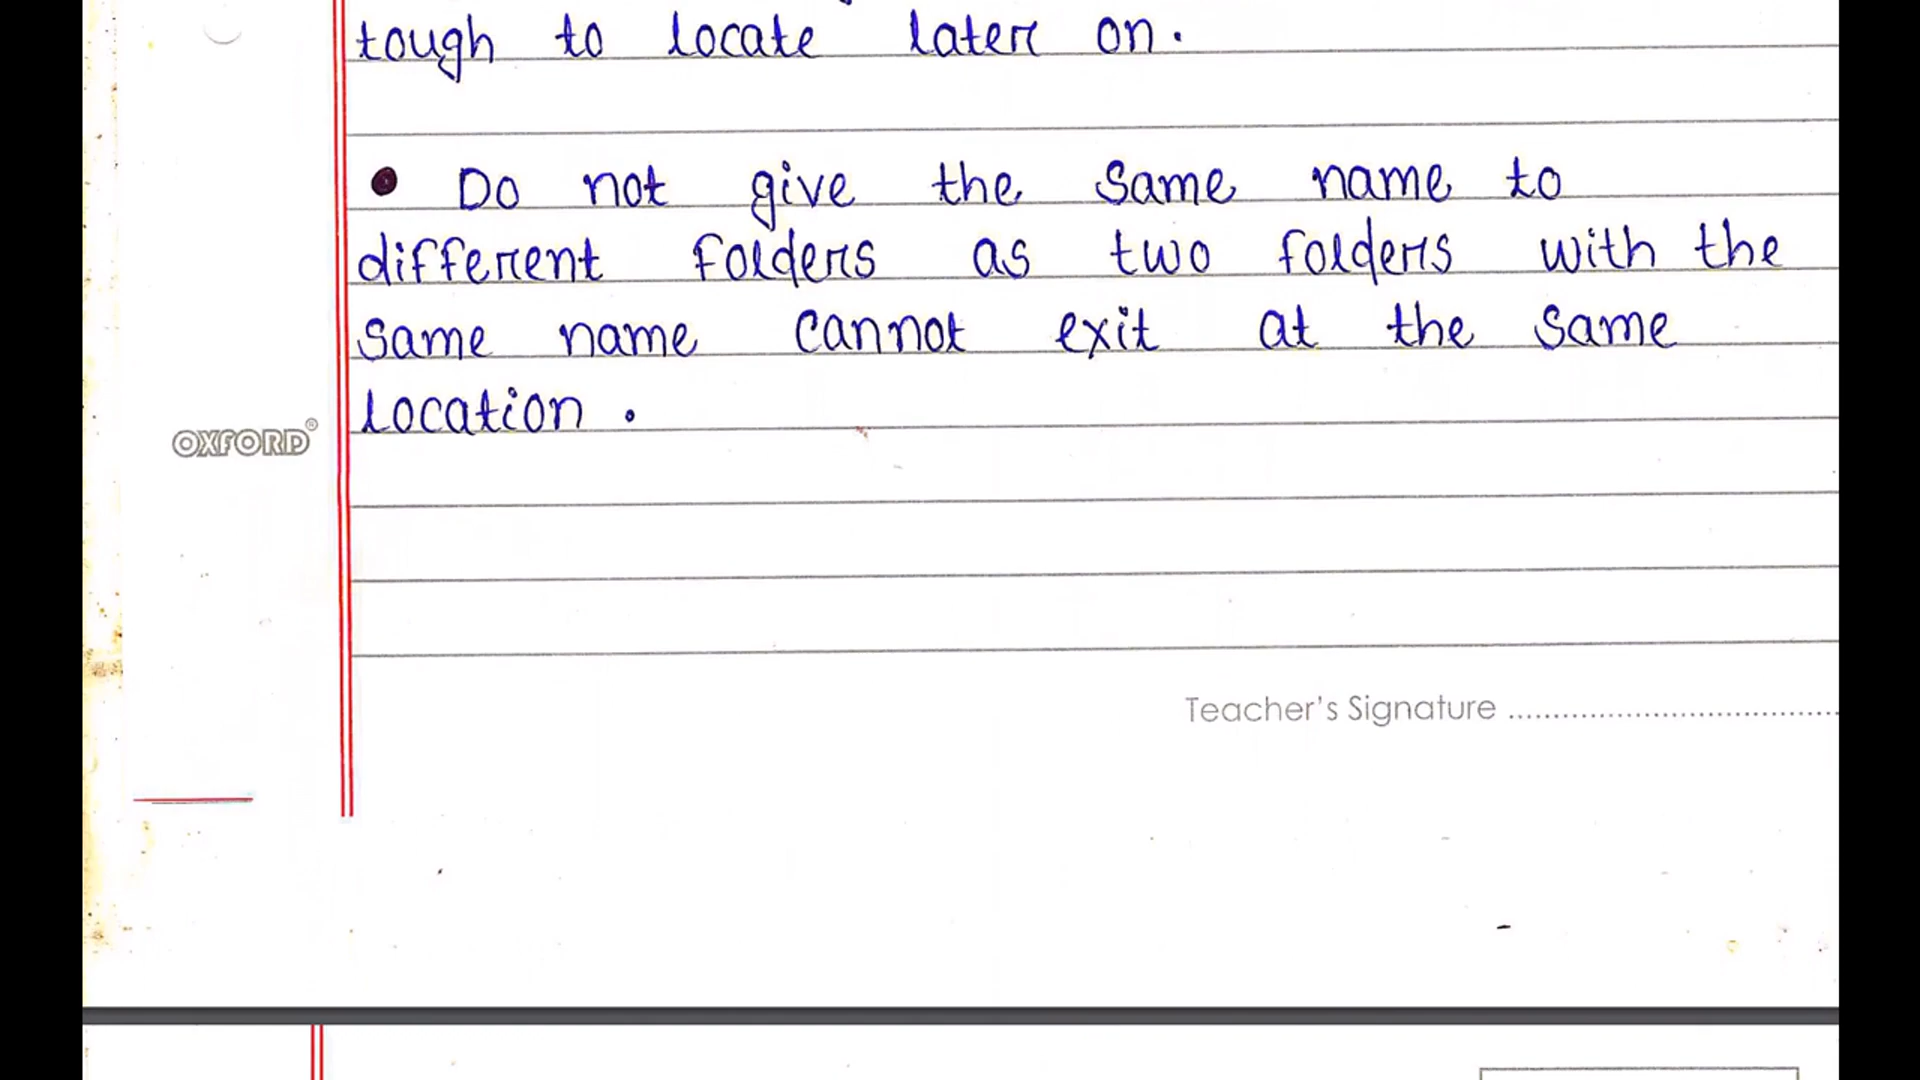 tough to locate later on.
• Do not give the same name to
different folders as two folders with the
same name cannot exit at the same
location.
OXFORD®
Teacher's Signature ........................................